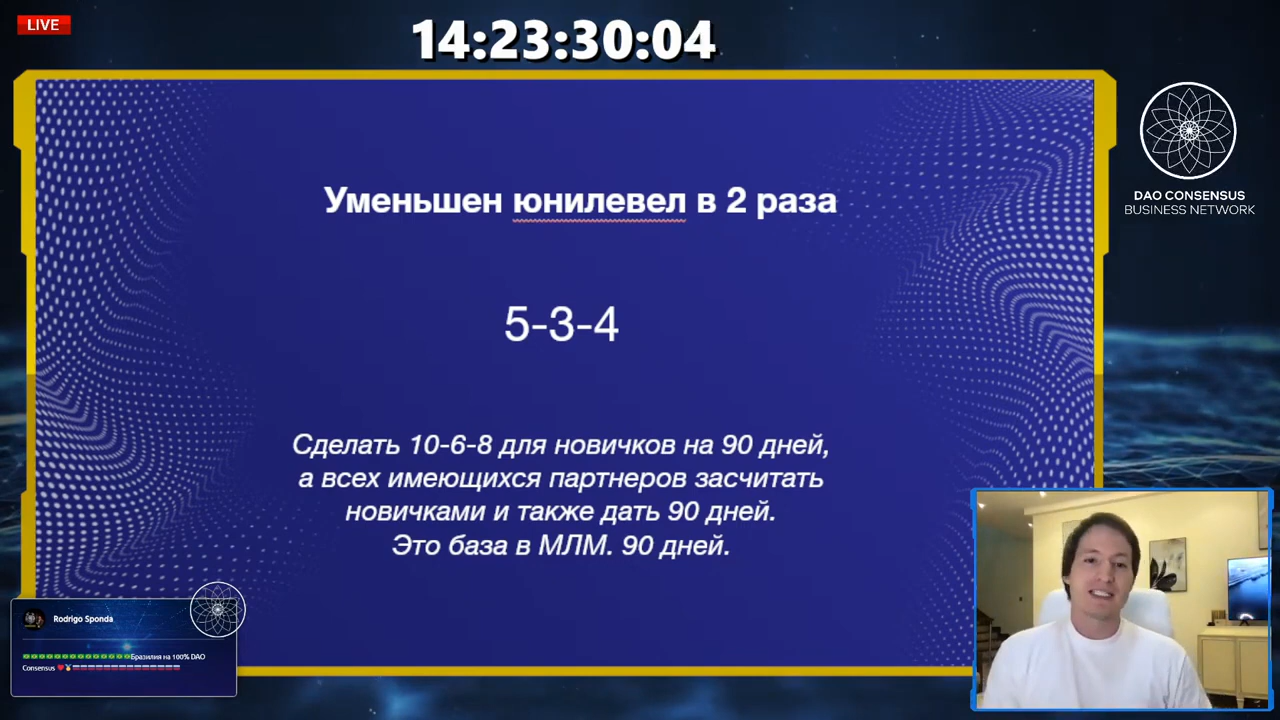 LIVE
14:23:30:04
DAO CONSENSUS
BUSINESS NETWORK
Уменьшен юнилевел в 2 раза
5-3-4
Сделать 10-6-8 для новичков на 90 дней,
а всех имеющихся партнеров засчитать
новичками и также дать 90 дней.
Это база в МЛМ. 90 дней.
Rodrigo Sponda
Бразилия на 100% DAO
Consensus